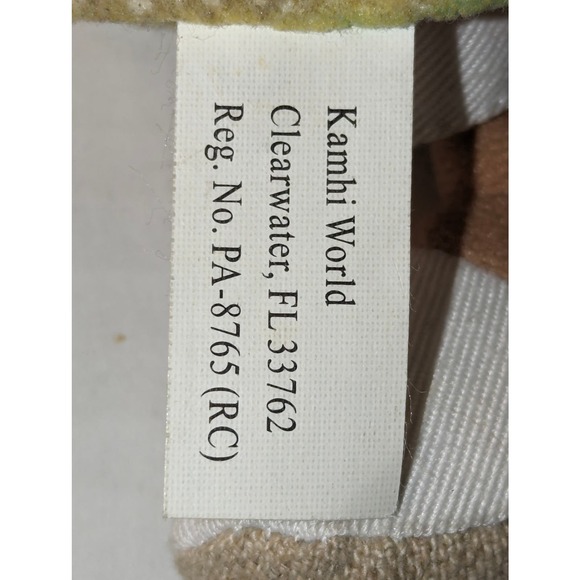 Kamhi World
Clearwater, FL 33762
Reg. No. PA-8765 (RC)